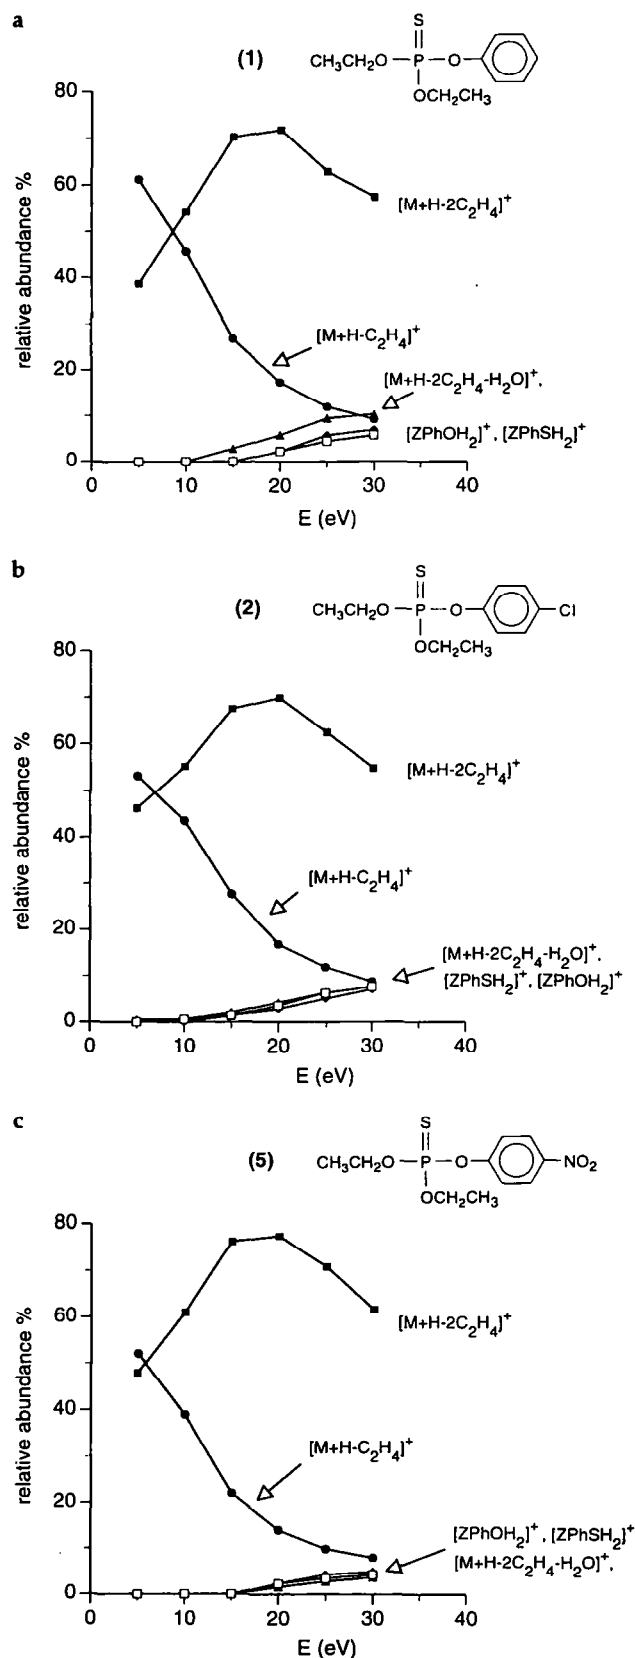 a
(1)
S
CH3CH2O P O
OCH2CH3
80
60
40
20
0
relative abundance %
[M+H-2C2H4]+
[M+H-C2H4]+
[M+H-2C2H4-H2O]+,
[ZPhOH2]+, [ZPhSH2]+
0 10 20 30 40
E (eV)
b
(2)
S
CH3CH2O P O Cl
OCH2CH3
80
60
40
20
0
relative abundance %
[M+H-2C2H4]+
[M+H-C2H4]+
[M+H-2C2H4-H2O]+,
[ZPhSH2]+, [ZPhOH2]+
0 10 20 30 40
E (eV)
c
(5)
S
CH3CH2O P O NO2
OCH2CH3
80
60
40
20
0
relative abundance %
[M+H-2C2H4]+
[M+H-C2H4]+
[ZPhOH2]+, [ZPhSH2]+
[M+H-2C2H4-H2O]+,
0 10 20 30 40
E (eV)